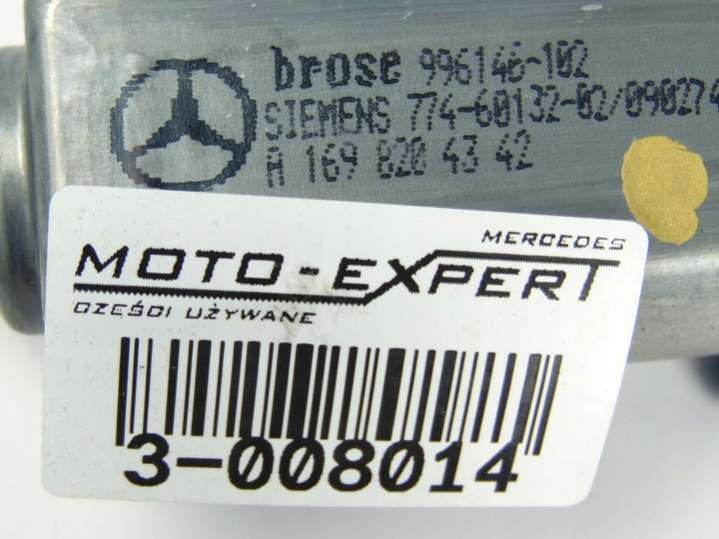 brose 996146-102
SIEMENS 774-60132-02/090274
A 169 820 43 42
MERCEDES
MOTO-EXPERT
CZĘŚCI UŻYWANE
3-008014